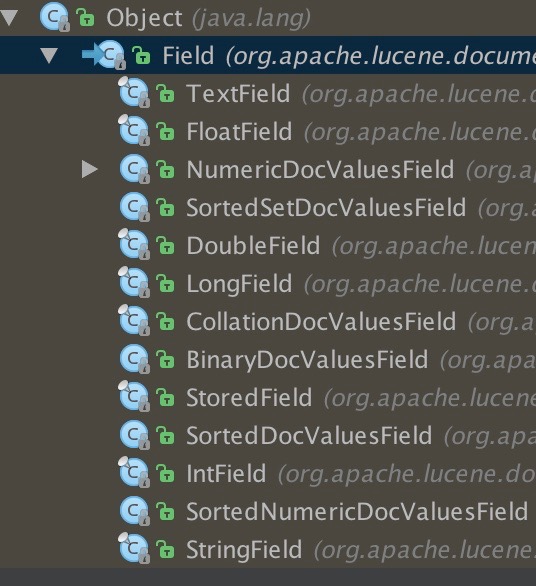 Object (java.lang)
Field (org.apache.lucene.docume
TextField (org.apache.lucene.d
FloatField (org.apache.lucene.
NumericDocValuesField (org.ap
SortedSetDocValuesField (org.
DoubleField (org.apache.lucen
LongField (org.apache.lucene.d
CollationDocValuesField (org.a
BinaryDocValuesField (org.apa
StoredField (org.apache.lucene
SortedDocValuesField (org.apa
IntField (org.apache.lucene.do
SortedNumericDocValuesField
StringField (org.apache.lucene.